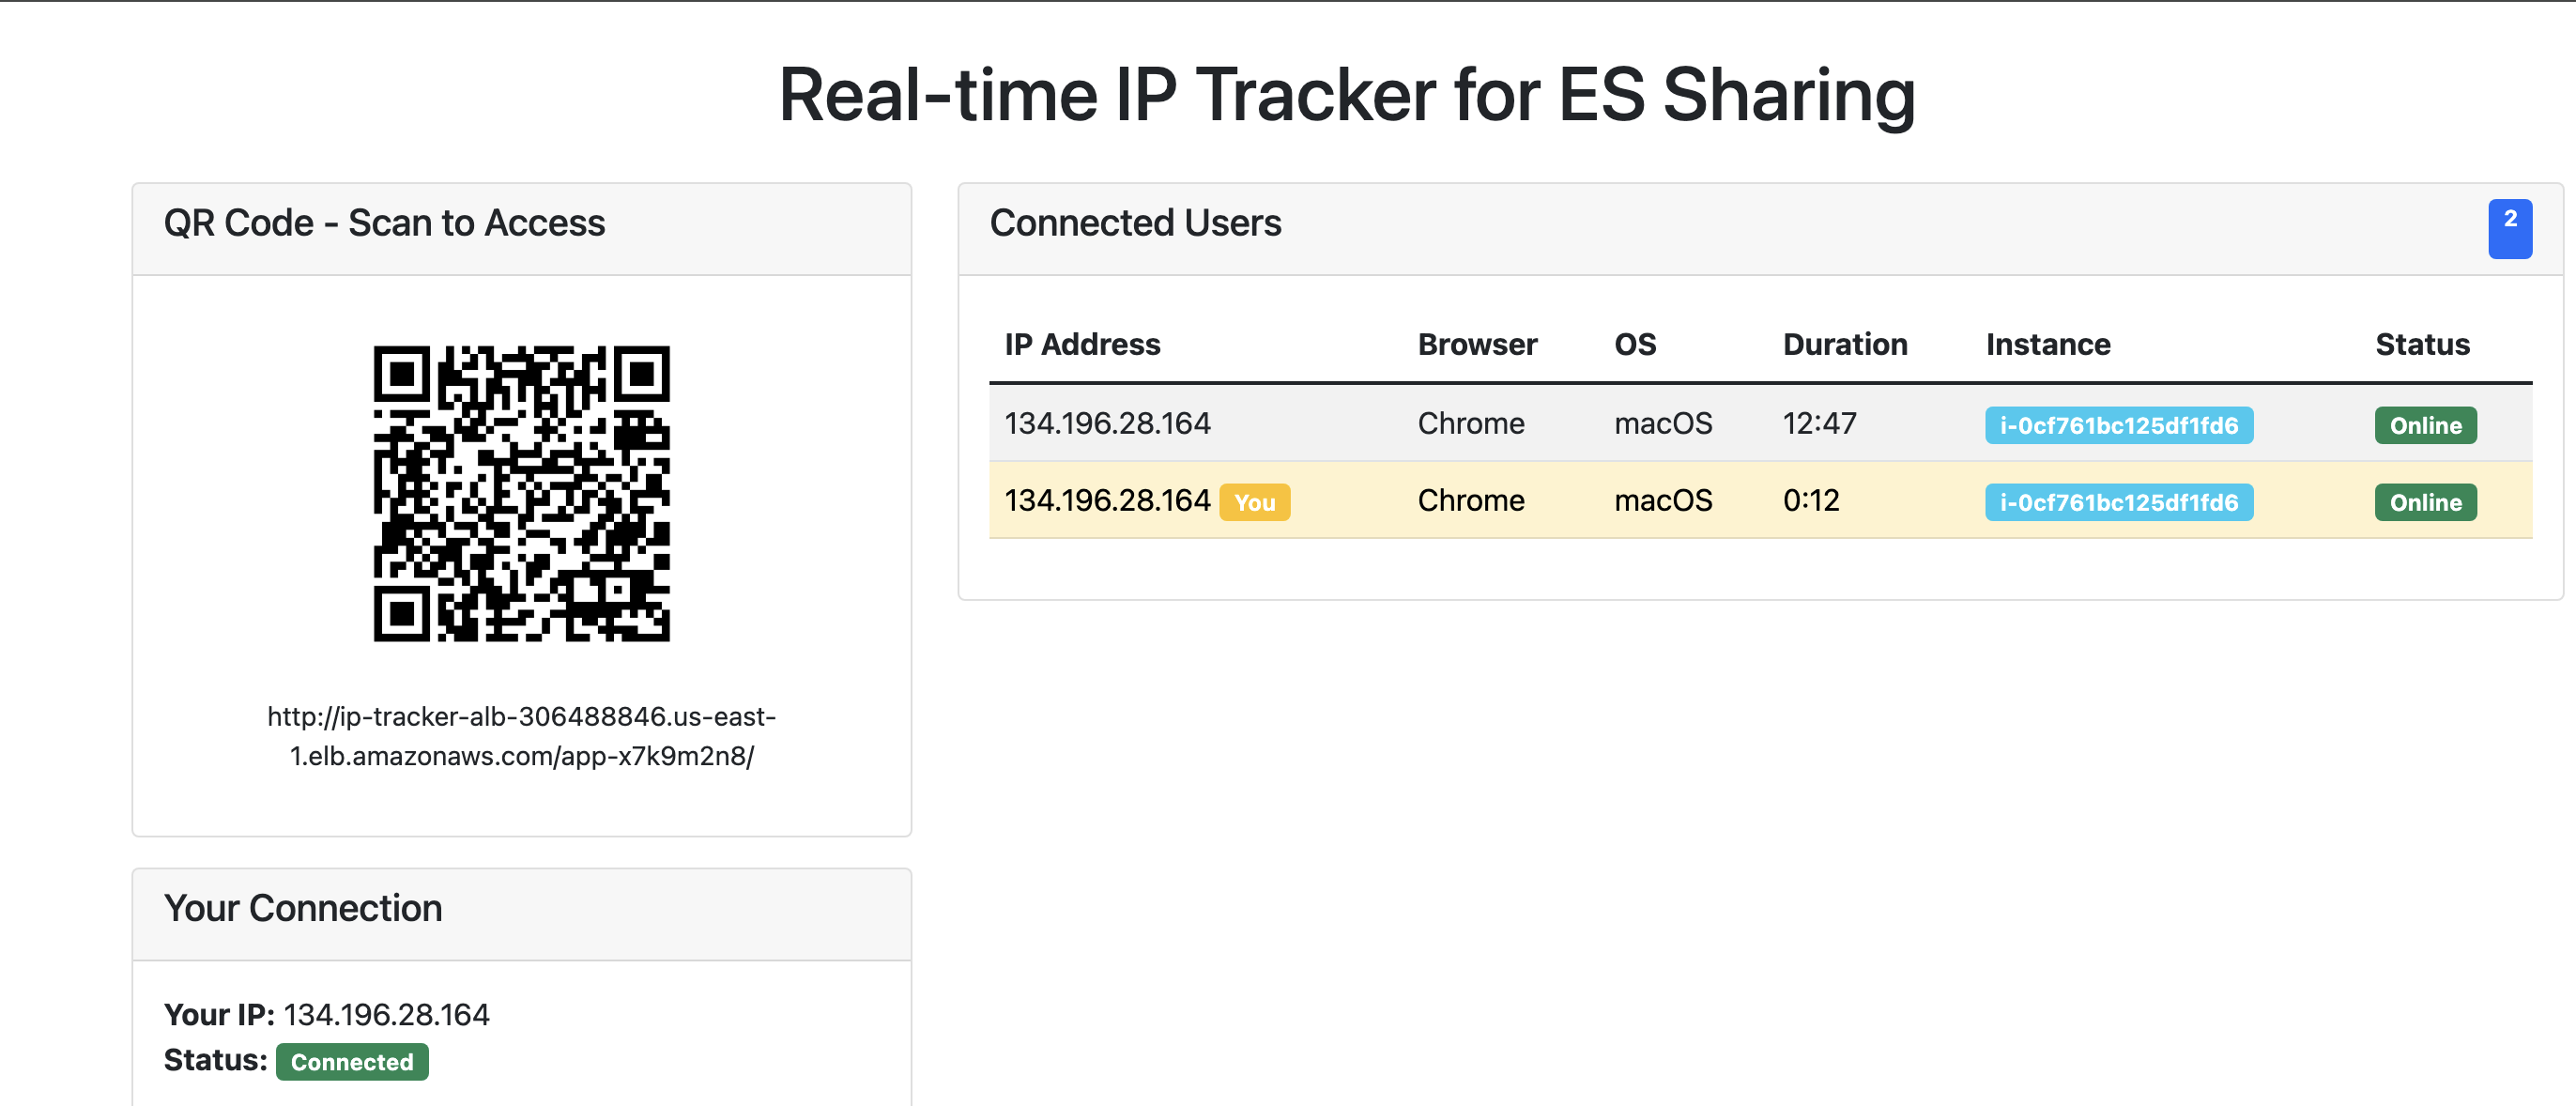 Real-time IP Tracker for ES Sharing
QR Code - Scan to Access
http://ip-tracker-alb-306488846.us-east-
1.elb.amazonaws.com/app-x7k9m2n8/
Your Connection
Your IP: 134.196.28.164
Status: Connected
Connected Users 2
IP Address Browser OS Duration Instance Status
134.196.28.164 Chrome macOS 12:47 i-0cf761bc125df1fd6 Online
134.196.28.164 You Chrome macOS 0:12 i-0cf761bc125df1fd6 Online